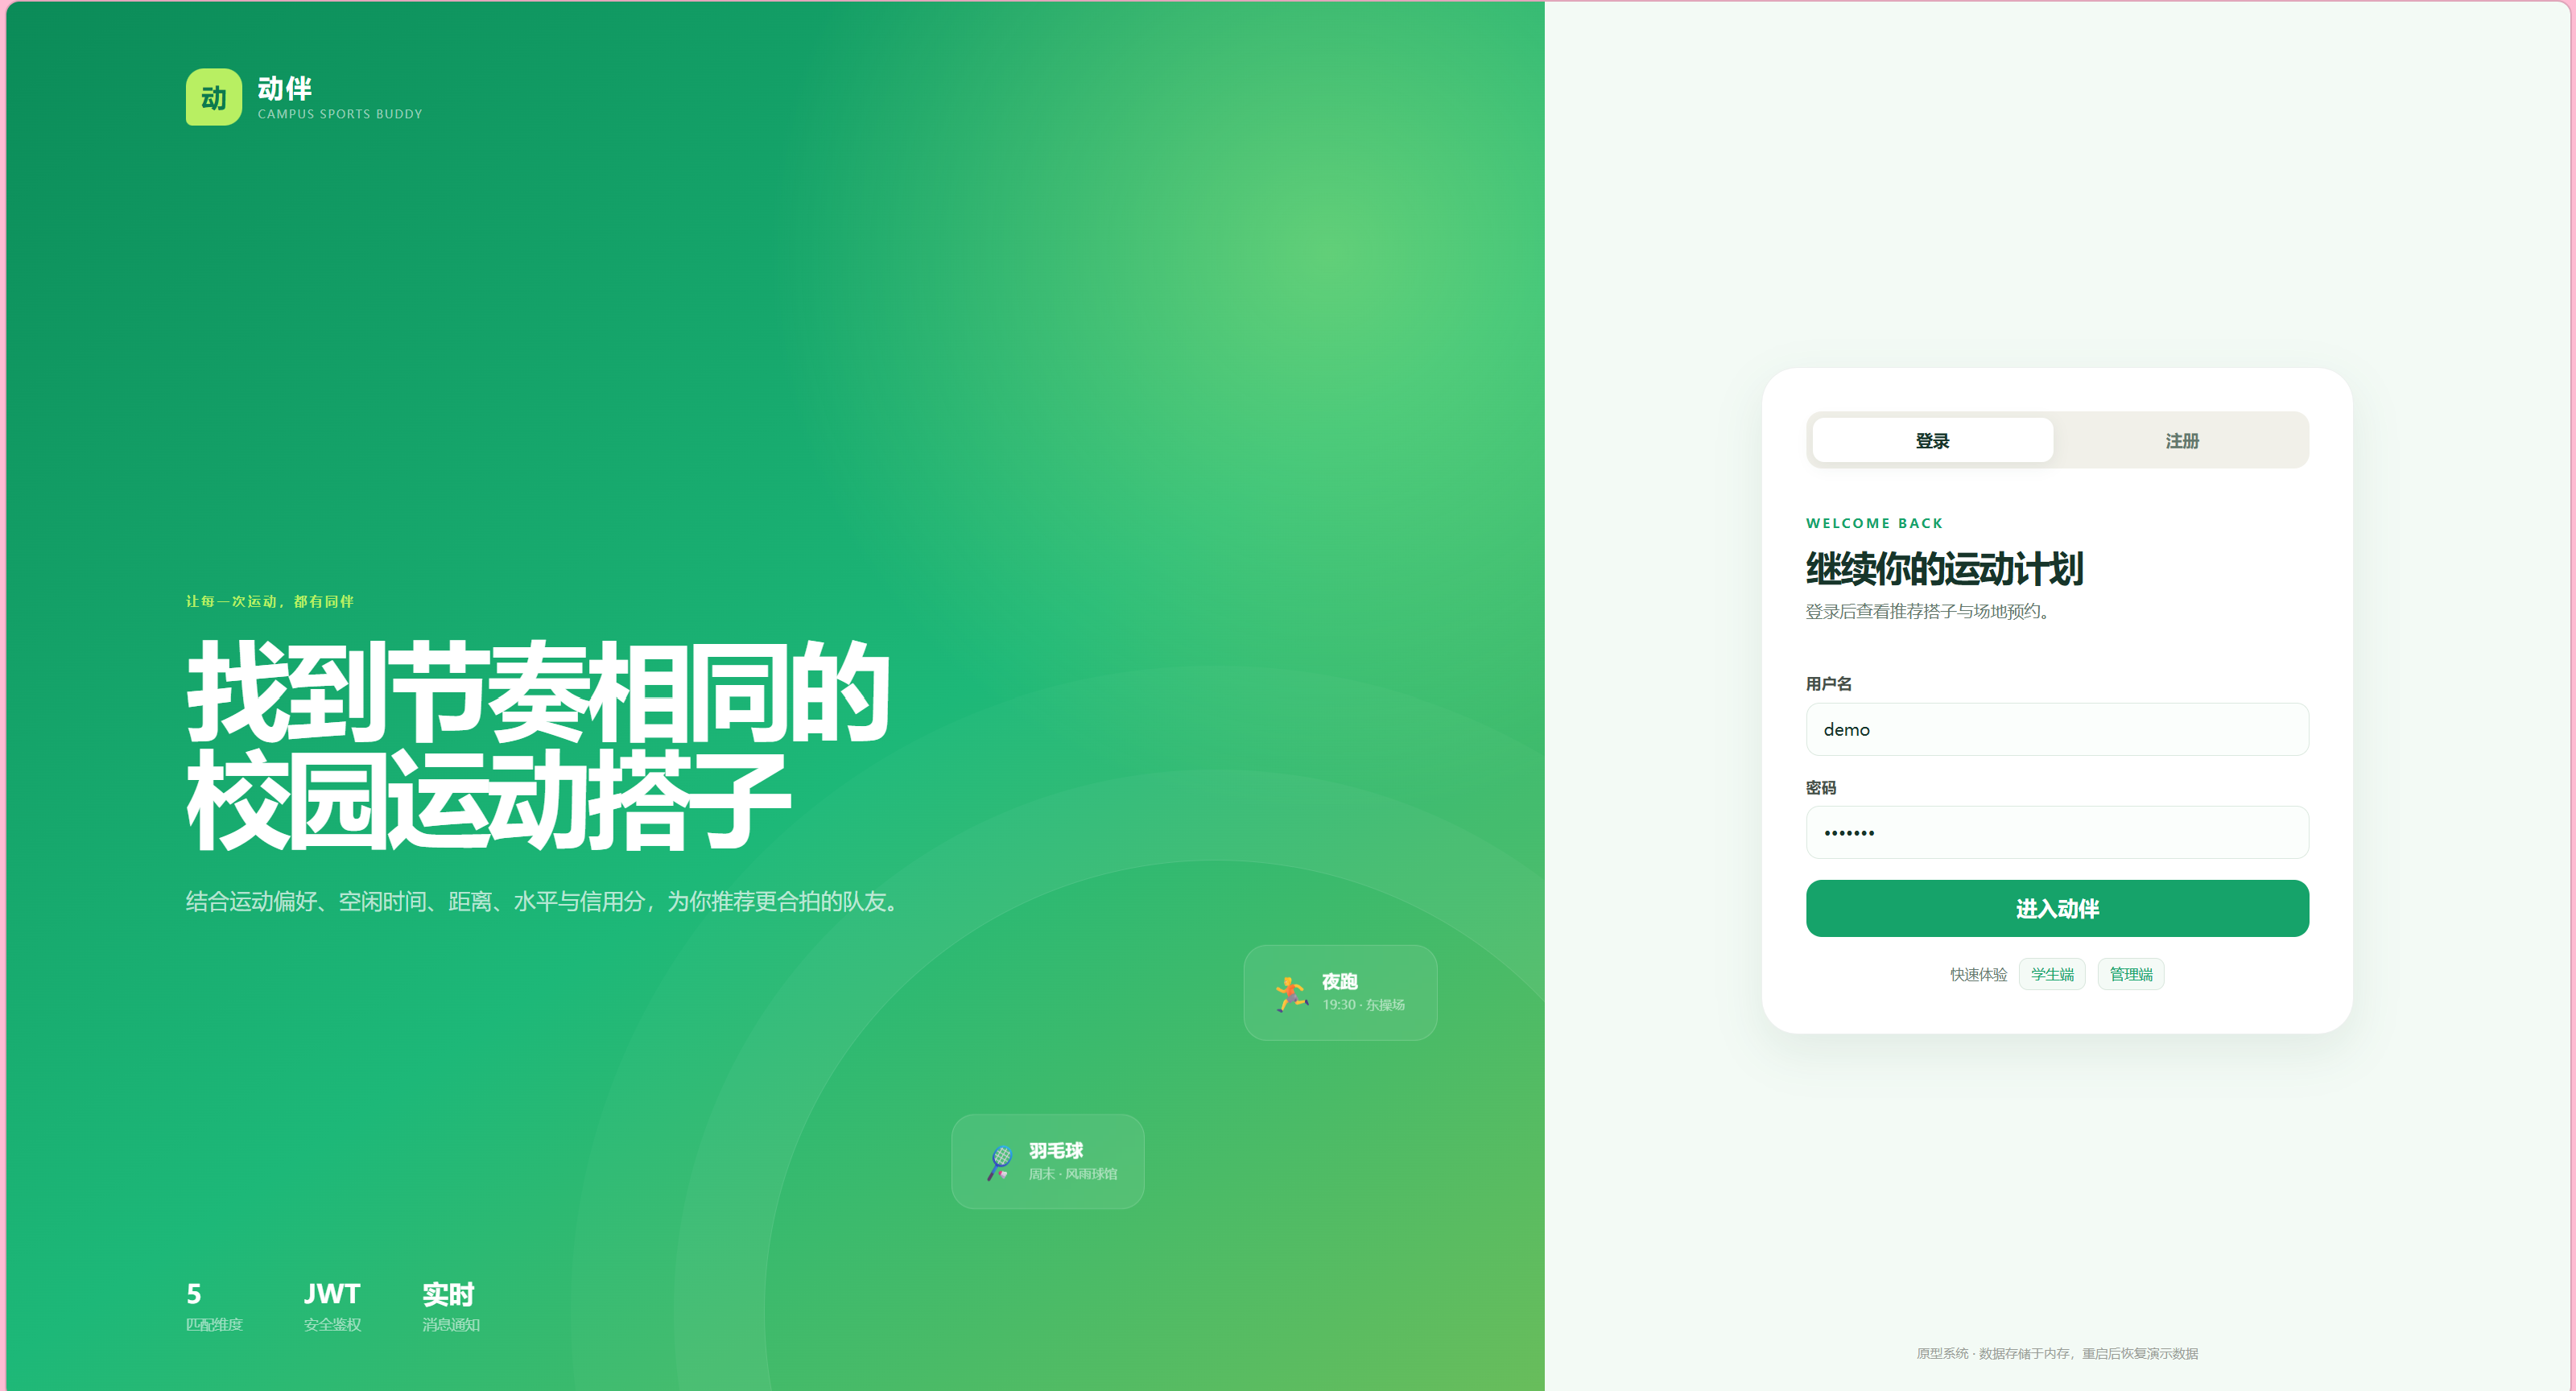 动
动伴
CAMPUS SPORTS BUDDY
让每一次运动，都有同伴
找到节奏相同的
校园运动搭子
结合运动偏好、空闲时间、距离、水平与信用分，为你推荐更合拍的队友。
夜跑
19:30 · 东操场
羽毛球
周末 · 风雨球馆
5
匹配维度
JWT
安全鉴权
实时
消息通知
登录
注册
WELCOME BACK
继续你的运动计划
登录后查看推荐搭子与场地预约。
用户名
demo
密码
•••••••
进入动伴
快速体验 学生端 管理端
原型系统 · 数据存储于内存，重启后恢复演示数据